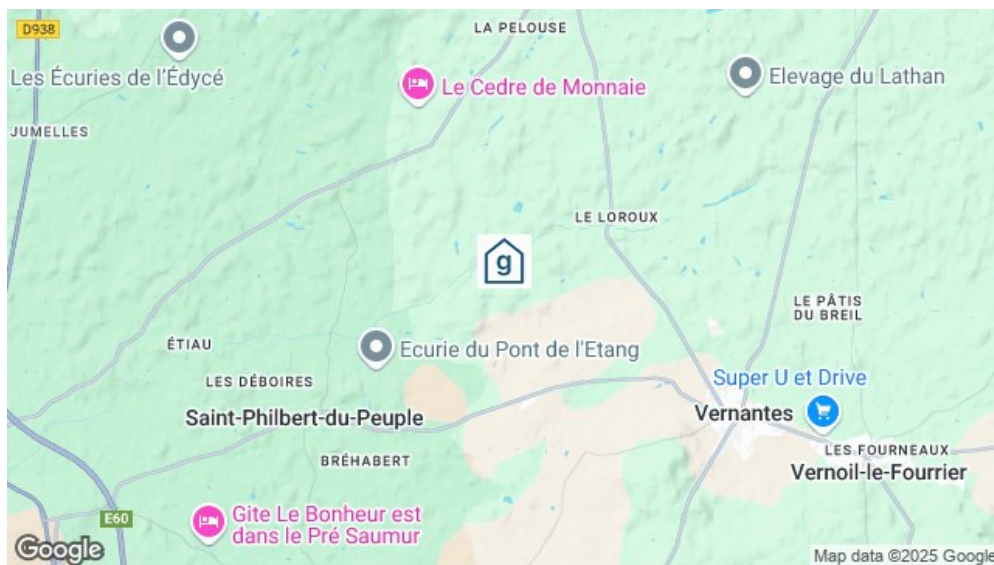 D938
LA PELOUSE
Les Écuries de l'Édycé
Le Cedre de Monnaie
Elevage du Lathan
JUMELLES
LE LOROUX
g
LE PÂTIS
DU BREIL
ÉTIAU
Ecurie du Pont de l'Etang
LES DÉBOIRES
Super U et Drive
Saint-Philbert-du-Peuple
Vernantes
BRÉHABERT
LES FOURNEAUX
Vernoil-le-Fourrier
E60
Gite Le Bonheur est
dans le Pré Saumur
Google
Map data ©2025 Google